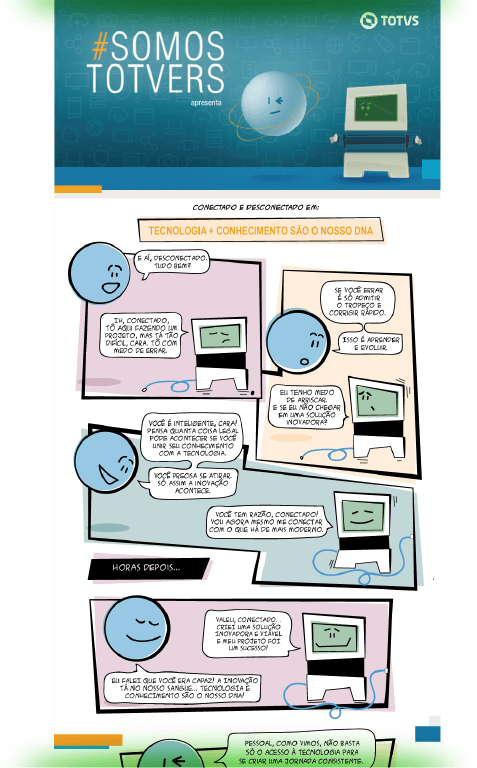 TOTVS
#SOMOS
TOTVERS
apresenta
CONECTADO E DESCONECTADO EM:
TECNOLOGIA + CONHECIMENTO SÃO O NOSSO DNA
E AÍ, DESCONECTADO.
TUDO BEM?
IH, CONECTADO,
TÔ AQUI FAZENDO UM
PROJETO, MAS TÁ TÃO
DIFÍCIL, CARA. TÔ COM
MEDO DE ERRAR.
SE VOCÊ ERRAR
É SÓ ADMITIR
O TROPEÇO E
CORRIGIR RÁPIDO.
ISSO É APRENDER
E EVOLUIR.
EU TENHO MEDO
DE ARRISCAR.
E SE EU NÃO CHEGAR
EM UMA SOLUÇÃO
INOVADORA?
VOCÊ É INTELIGENTE, CARA!
PENSA QUANTA COISA LEGAL
PODE ACONTECER SE VOCÊ
UNIR SEU CONHECIMENTO
COM A TECNOLOGIA.
VOCÊ PRECISA SE ATIRAR.
SÓ ASSIM A INOVAÇÃO
ACONTECE.
VOCÊ TEM RAZÃO, CONECTADO!
VOU AGORA MESMO ME CONECTAR
COM O QUE HÁ DE MAIS MODERNO.
HORAS DEPOIS...
VALEU, CONECTADO...
CRIEI UMA SOLUÇÃO
INOVADORA E VIÁVEL
E MEU PROJETO FOI
UM SUCESSO!
EU FALEI QUE VOCÊ ERA CAPAZ! A INOVAÇÃO
TÁ NO NOSSO SANGUE... TECNOLOGIA E
CONHECIMENTO SÃO O NOSSO DNA!
PESSOAL, COMO VIMOS, NÃO BASTA
SÓ O ACESSO À TECNOLOGIA PARA
SE CRIAR UMA JORNADA CONSISTENTE.